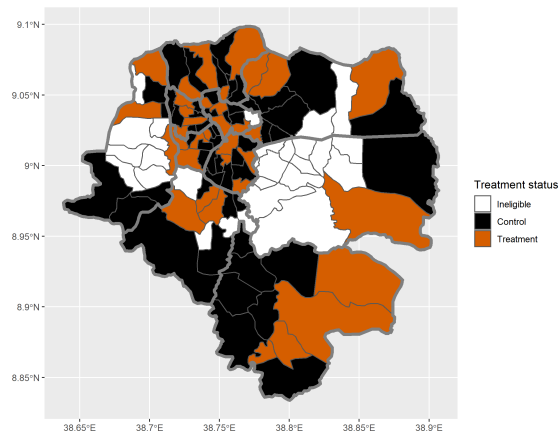 9.1°N
9.05°N
9°N
8.95°N
8.9°N
8.85°N
38.65°E 38.7°E 38.75°E 38.8°E 38.85°E 38.9°E
Treatment status
Ineligible
Control
Treatment